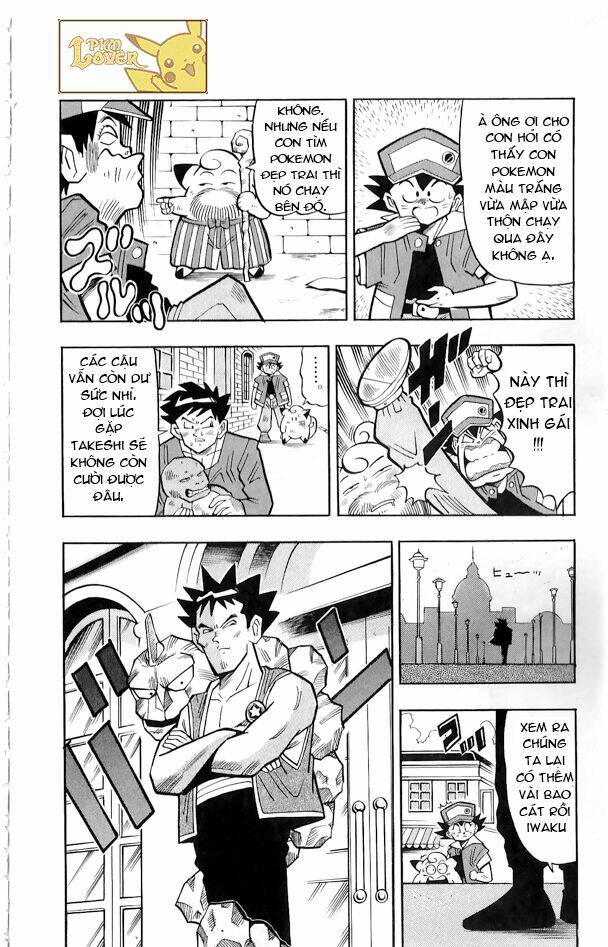 PKM
LOVER
À ÔNG ƠI CHO
CON HỎI CÓ
THẤY CON
POKEMON
MÀU TRẮNG
VỪA MẬP VỪA
THÔN CHẠY
QUA ĐÂY
KHÔNG Ạ.
KHÔNG.
NHƯNG NẾU
CON TÌM
POKEMON
ĐẸP TRAI THÌ
NÓ CHẠY
BÊN ĐÓ.
NÀY THÌ
ĐẸP TRAI
XINH GÁI
!!!
......
CÁC CẬU
VẪN CÒN DƯ
SỨC NHỈ.
ĐỢI LÚC
GẶP
TAKESHI SẼ
KHÔNG CÒN
CƯỜI ĐƯỢC
ĐÂU.
ヒュ〜...
XEM RA
CHÚNG
TA LẠI
CÓ THÊM
VÀI BAO
CÁT RỒI
IWAKU